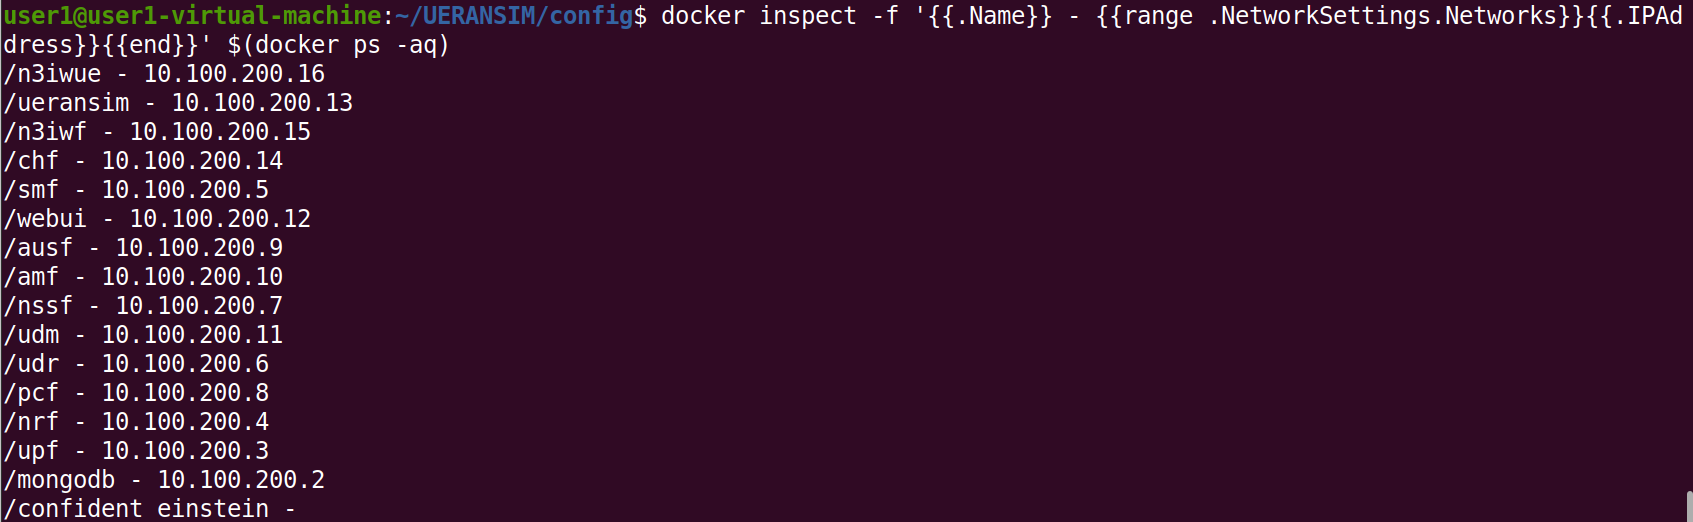 user1@user1-virtual-machine:~/UERANSIM/config$ docker inspect -f '{{.Name}} - {{range .NetworkSettings.Networks}}{{.IPAd
dress}}{{end}}' $(docker ps -aq)
/n3iwue - 10.100.200.16
/ueransim - 10.100.200.13
/n3iwf - 10.100.200.15
/chf - 10.100.200.14
/smf - 10.100.200.5
/webui - 10.100.200.12
/ausf - 10.100.200.9
/amf - 10.100.200.10
/nssf - 10.100.200.7
/udm - 10.100.200.11
/udr - 10.100.200.6
/pcf - 10.100.200.8
/nrf - 10.100.200.4
/upf - 10.100.200.3
/mongodb - 10.100.200.2
/confident einstein -